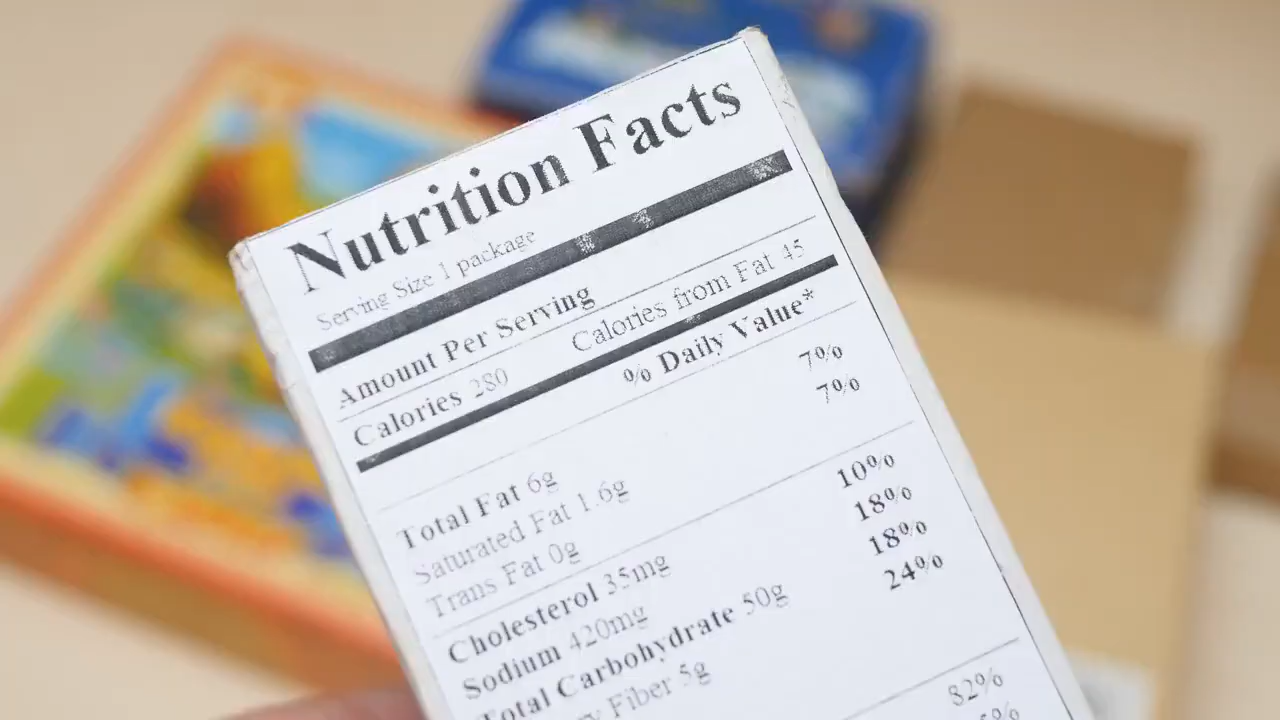 Nutrition Facts
Serving Size 1 package
Amount Per Serving
Calories 280 Calories from Fat 45
% Daily Value*
Total Fat 6g 7%
Saturated Fat 1.6g 7%
Trans Fat 0g
Cholesterol 35mg 10%
Sodium 420mg 18%
Total Carbohydrate 50g 18%
Fiber 5g 24%
82%